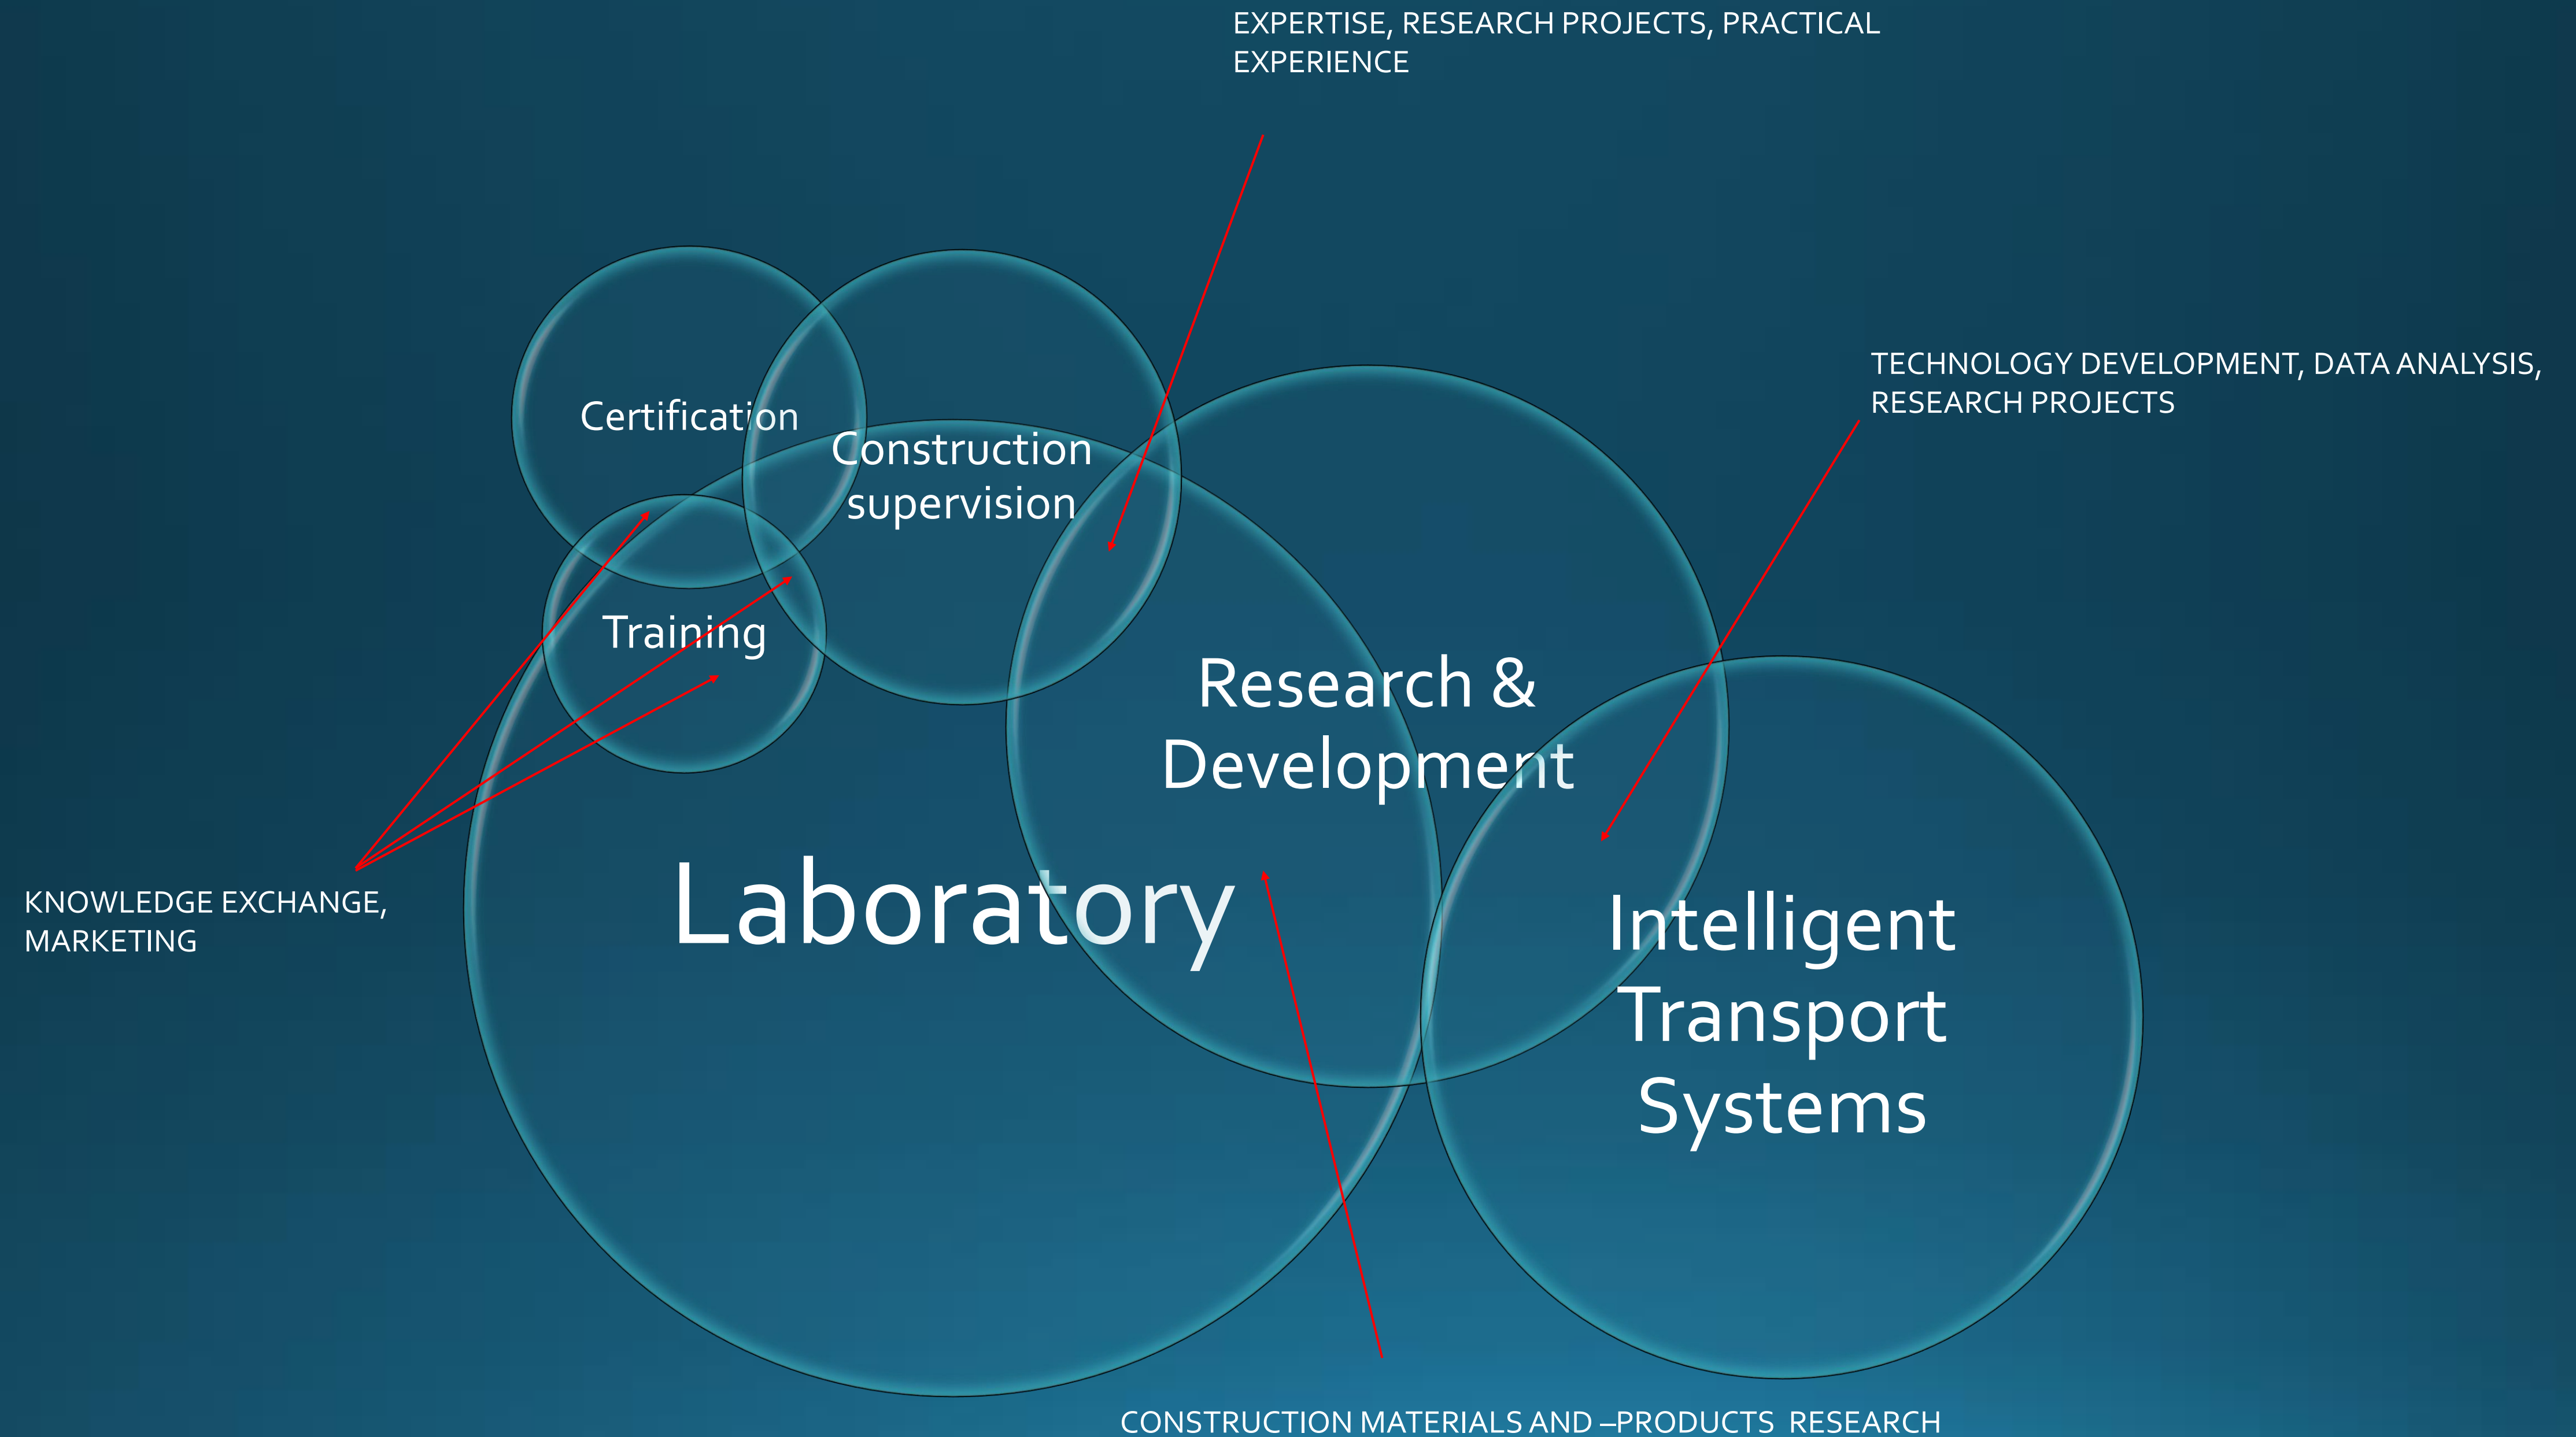 EXPERTISE, RESEARCH PROJECTS, PRACTICAL
EXPERIENCE
TECHNOLOGY DEVELOPMENT, DATA ANALYSIS,
RESEARCH PROJECTS
Certification
Construction
supervision
Training
Research &
Development
Laboratory
Intelligent
Transport
Systems
KNOWLEDGE EXCHANGE,
MARKETING
CONSTRUCTION MATERIALS AND –PRODUCTS RESEARCH